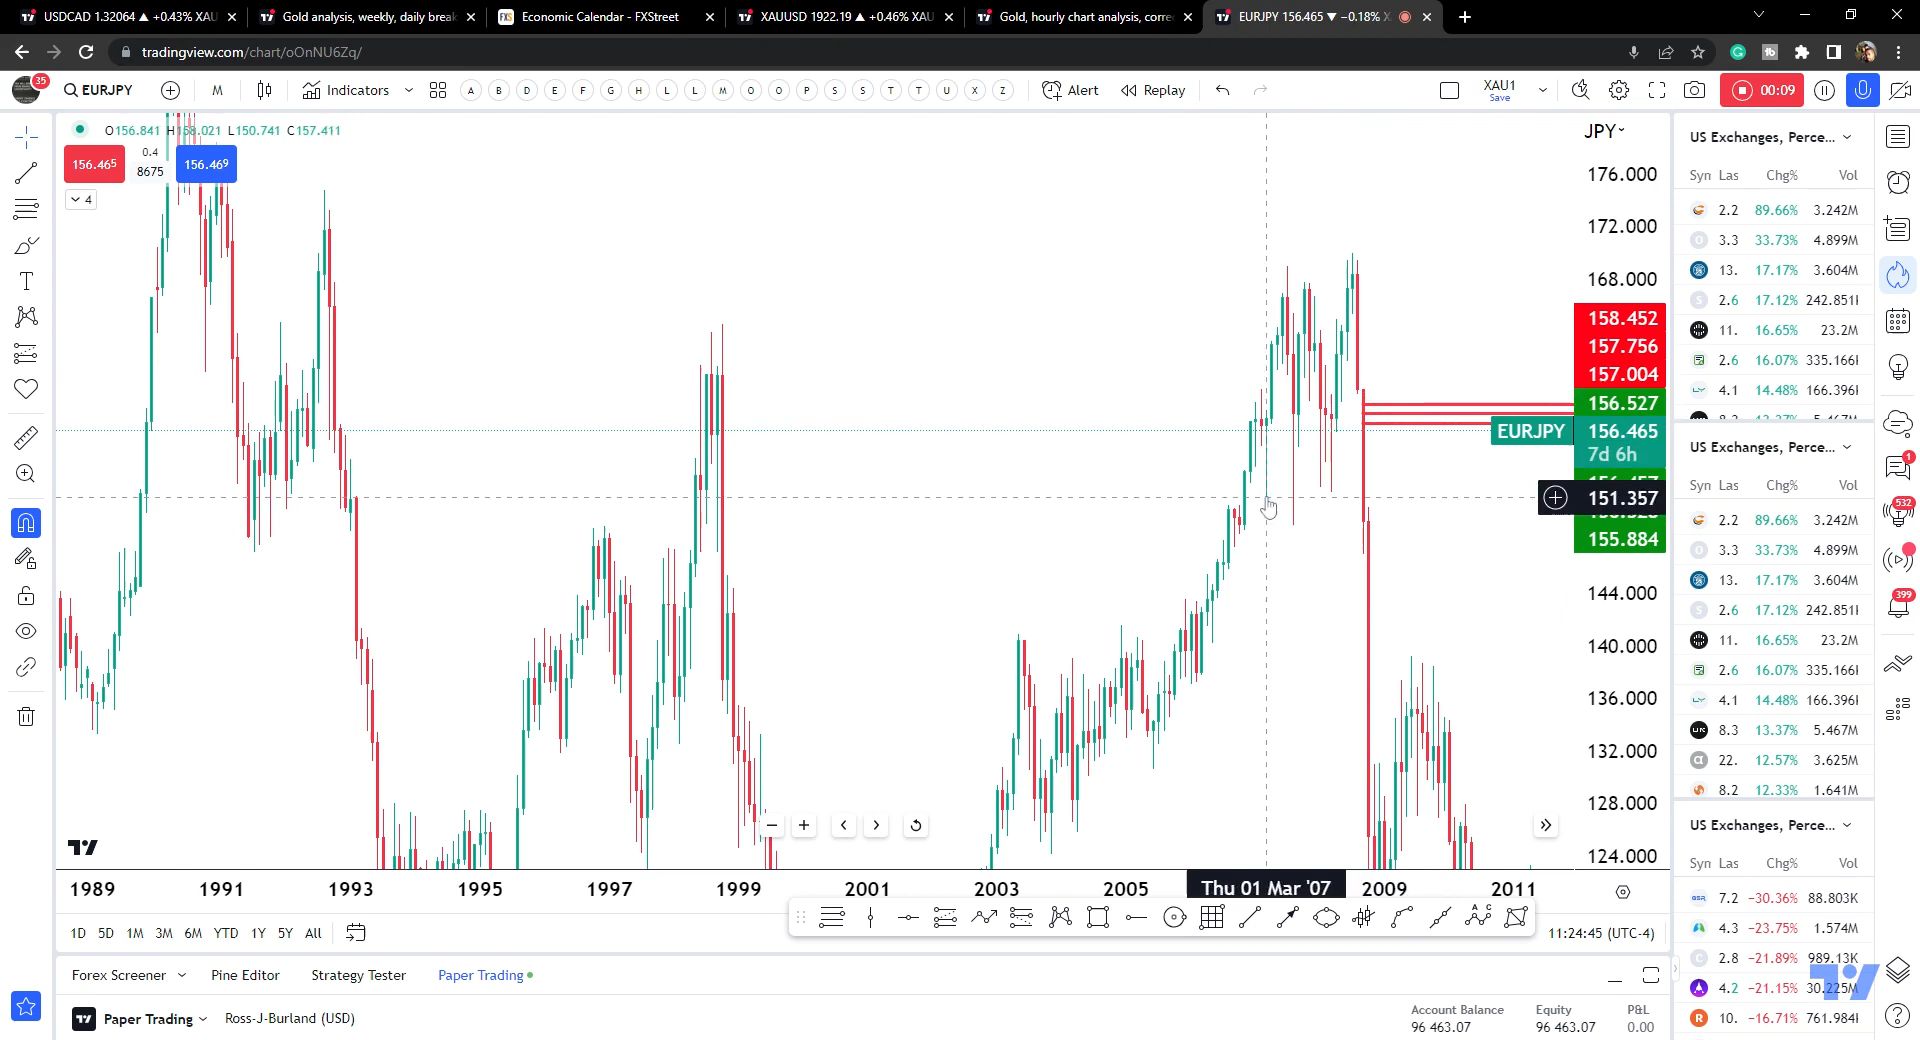 USDCAD 1.32064 ▲ +0.43% XAU
Gold analysis, weekly, daily break
Economic Calendar - FXStreet
XAUUSD 1922.19 ▲ +0.46% XAU
Gold, hourly chart analysis, corre
EURJPY 156.465 ▼ −0.18% X
tradingview.com/chart/oOnNU6Zq/
35
EURJPY
M
Indicators
A B D E F G H L L M O O P S S T T U X Z
Alert
Replay
XAU1
Save
00:09
O156.841 H158.021 L150.741 C157.411
156.465
0.4
8675
156.469
4
JPY
176.000
172.000
168.000
158.452
157.756
157.004
156.527
EURJPY
156.465
7d 6h
151.357
155.884
144.000
140.000
136.000
132.000
128.000
124.000
1989 1991 1993 1995 1997 1999 2001 2003 2005 Thu 01 Mar '07 2009 2011
1D 5D 1M 3M 6M YTD 1Y 5Y All
11:24:45 (UTC-4)
Forex Screener
Pine Editor
Strategy Tester
Paper Trading
Paper Trading
Ross-J-Burland (USD)
Account Balance
96 463.07
Equity
96 463.07
P&L
0.00
US Exchanges, Perce...
Syn Las Chg% Vol
2.2 89.66% 3.242M
3.3 33.73% 4.899M
13. 17.17% 3.604M
2.6 17.12% 242.851
11. 16.65% 23.2M
2.6 16.07% 335.166
4.1 14.48% 166.396
US Exchanges, Perce...
Syn Las Chg% Vol
2.2 89.66% 3.242M
3.3 33.73% 4.899M
13. 17.17% 3.604M
2.6 17.12% 242.851
11. 16.65% 23.2M
2.6 16.07% 335.166
4.1 14.48% 166.396
8.3 13.37% 5.467M
22. 12.57% 3.625M
8.2 12.33% 1.641M
US Exchanges, Perce...
Syn Las Chg% Vol
7.2 −30.36% 88.803K
4.3 −23.75% 1.574M
2.8 −21.89% 989.13K
4.2 −21.15% 30.225M
10. −16.71% 761.984
1
532
399